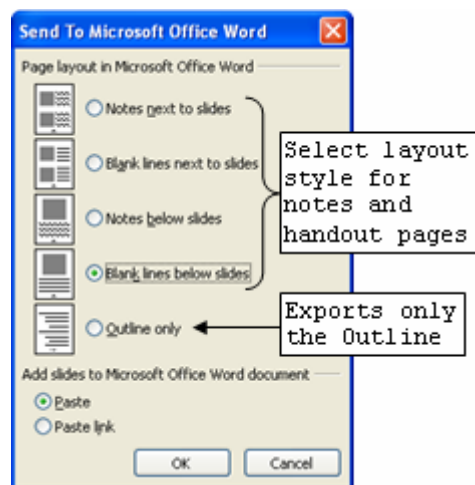 Send To Microsoft Office Word
Page layout in Microsoft Office Word
Notes next to slides
Blank lines next to slides
Notes below slides
Blank lines below slides
Outline only
Select layout
style for
notes and
handout pages
Exports only
the Outline
Add slides to Microsoft Office Word document
Paste
Paste link
OK
Cancel